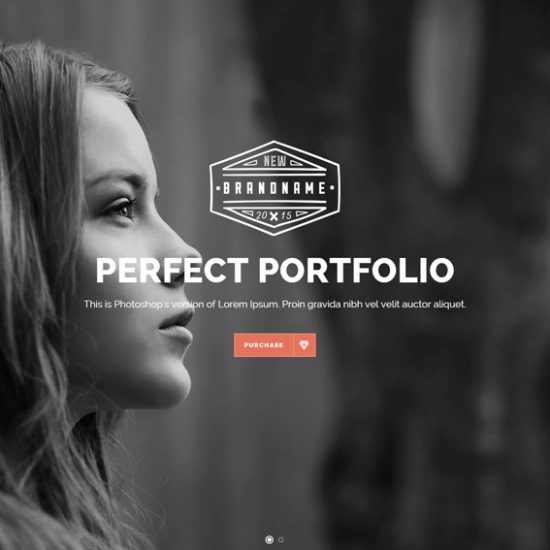 NEW
BRANDNAME
20 15
PERFECT PORTFOLIO
This is Photoshop's version of Lorem Ipsum. Proin gravida nibh vel velit auctor aliquet.
PURCHASE